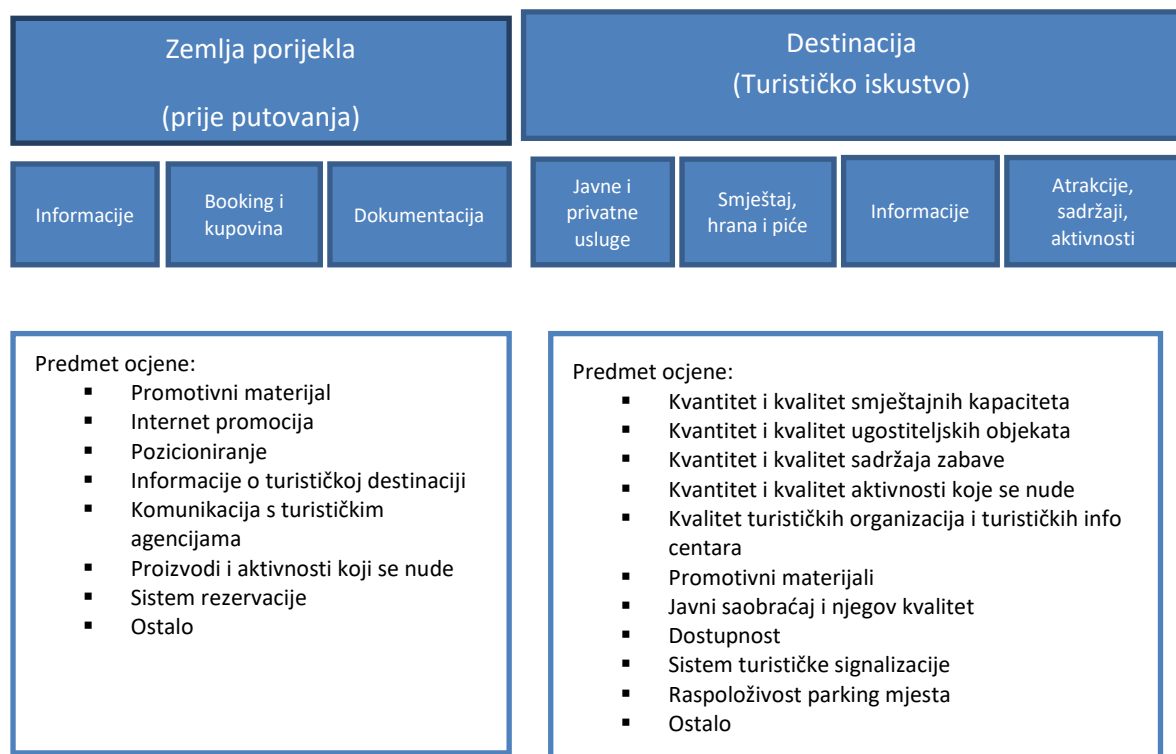 Zemlja porijekla
(prije putovanja)
Destinacija
(Turističko iskustvo)
Informacije
Booking i
kupovina
Dokumentacija
Javne i
privatne
usluge
Smještaj,
hrana i piće
Informacije
Atrakcije,
sadržaji,
aktivnosti
Predmet ocjene:
▪ Promotivni materijal
▪ Internet promocija
▪ Pozicioniranje
▪ Informacije o turističkoj destinaciji
▪ Komunikacija s turističkim
agencijama
▪ Proizvodi i aktivnosti koji se nude
▪ Sistem rezervacije
▪ Ostalo
Predmet ocjene:
▪ Kvantitet i kvalitet smještajnih kapaciteta
▪ Kvantitet i kvalitet ugostiteljskih objekata
▪ Kvantitet i kvalitet sadržaja zabave
▪ Kvantitet i kvalitet aktivnosti koje se nude
▪ Kvalitet turističkih organizacija i turističkih info
centara
▪ Promotivni materijali
▪ Javni saobraćaj i njegov kvalitet
▪ Dostupnost
▪ Sistem turističke signalizacije
▪ Raspoloživost parking mjesta
▪ Ostalo